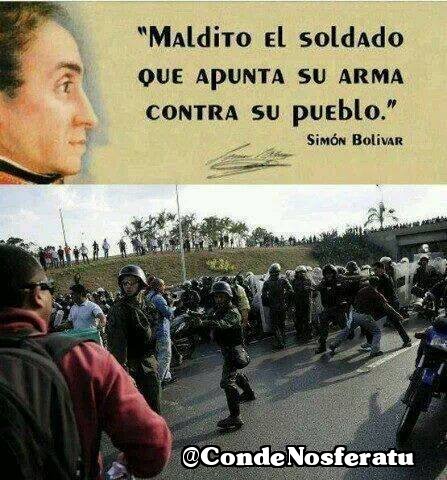 "MALDITO EL SOLDADO
QUE APUNTA SU ARMA
CONTRA SU PUEBLO."
SIMÓN BOLIVAR
@CondeNosferatu